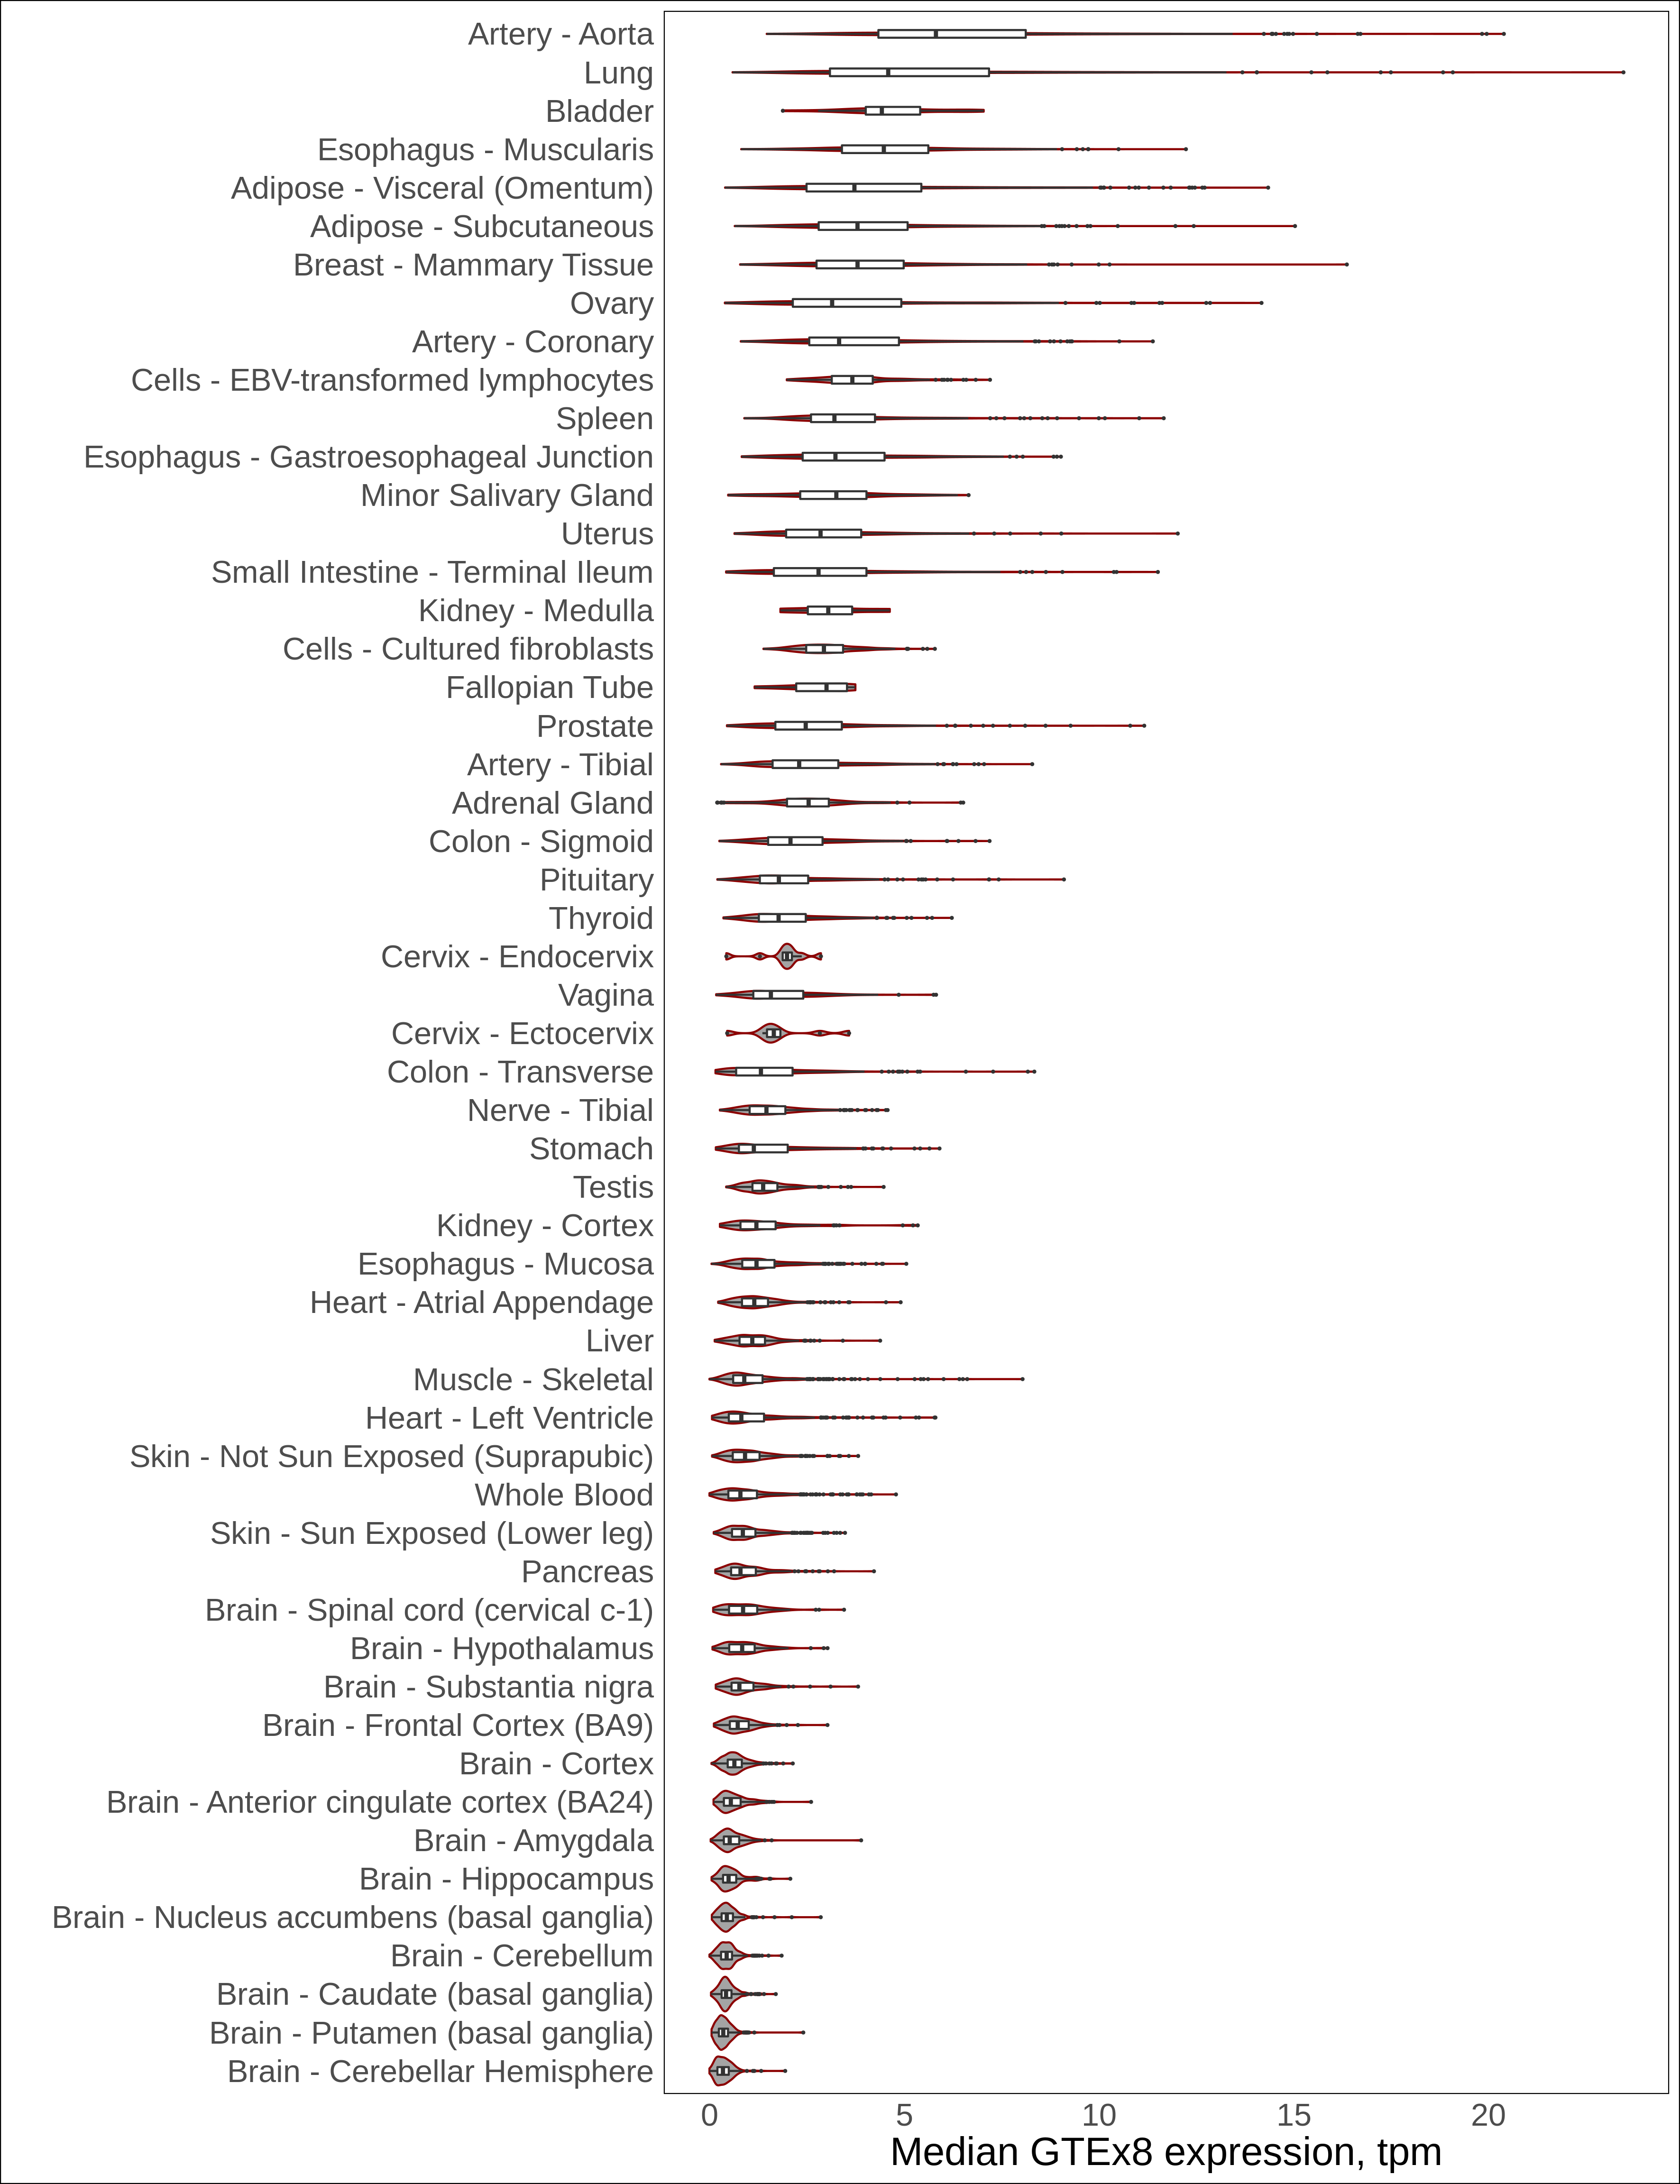 Artery - Aorta
Lung
Bladder
Esophagus - Muscularis
Adipose - Visceral (Omentum)
Adipose - Subcutaneous
Breast - Mammary Tissue
Ovary
Artery - Coronary
Cells - EBV-transformed lymphocytes
Spleen
Esophagus - Gastroesophageal Junction
Minor Salivary Gland
Uterus
Small Intestine - Terminal Ileum
Kidney - Medulla
Cells - Cultured fibroblasts
Fallopian Tube
Prostate
Artery - Tibial
Adrenal Gland
Colon - Sigmoid
Pituitary
Thyroid
Cervix - Endocervix
Vagina
Cervix - Ectocervix
Colon - Transverse
Nerve - Tibial
Stomach
Testis
Kidney - Cortex
Esophagus - Mucosa
Heart - Atrial Appendage
Liver
Muscle - Skeletal
Heart - Left Ventricle
Skin - Not Sun Exposed (Suprapubic)
Whole Blood
Skin - Sun Exposed (Lower leg)
Pancreas
Brain - Spinal cord (cervical c-1)
Brain - Hypothalamus
Brain - Substantia nigra
Brain - Frontal Cortex (BA9)
Brain - Cortex
Brain - Anterior cingulate cortex (BA24)
Brain - Amygdala
Brain - Hippocampus
Brain - Nucleus accumbens (basal ganglia)
Brain - Cerebellum
Brain - Caudate (basal ganglia)
Brain - Putamen (basal ganglia)
Brain - Cerebellar Hemisphere
0 5 10 15 20
Median GTEx8 expression, tpm